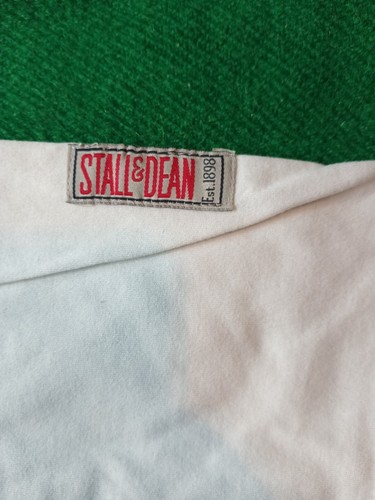 STALL & DEAN
Est. 1898